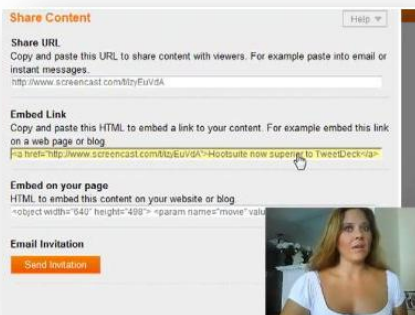 Share Content
Help
Share URL
Copy and paste this URL to share content with viewers. For example paste into email or
instant messages.
http://www.screencast.com/t/IzyEuVdA
Embed Link
Copy and paste this HTML to embed a link to your content. For example embed this link
on a web page or blog.
<a href="http://www.screencast.com/t/IzyEuVdA">Hootsuite now superior to TweetDeck</a>
Embed on your page
HTML to embed this content on your website or blog.
<object width="640" height="498"> <param name="movie" valu
Email Invitation
Send Invitation